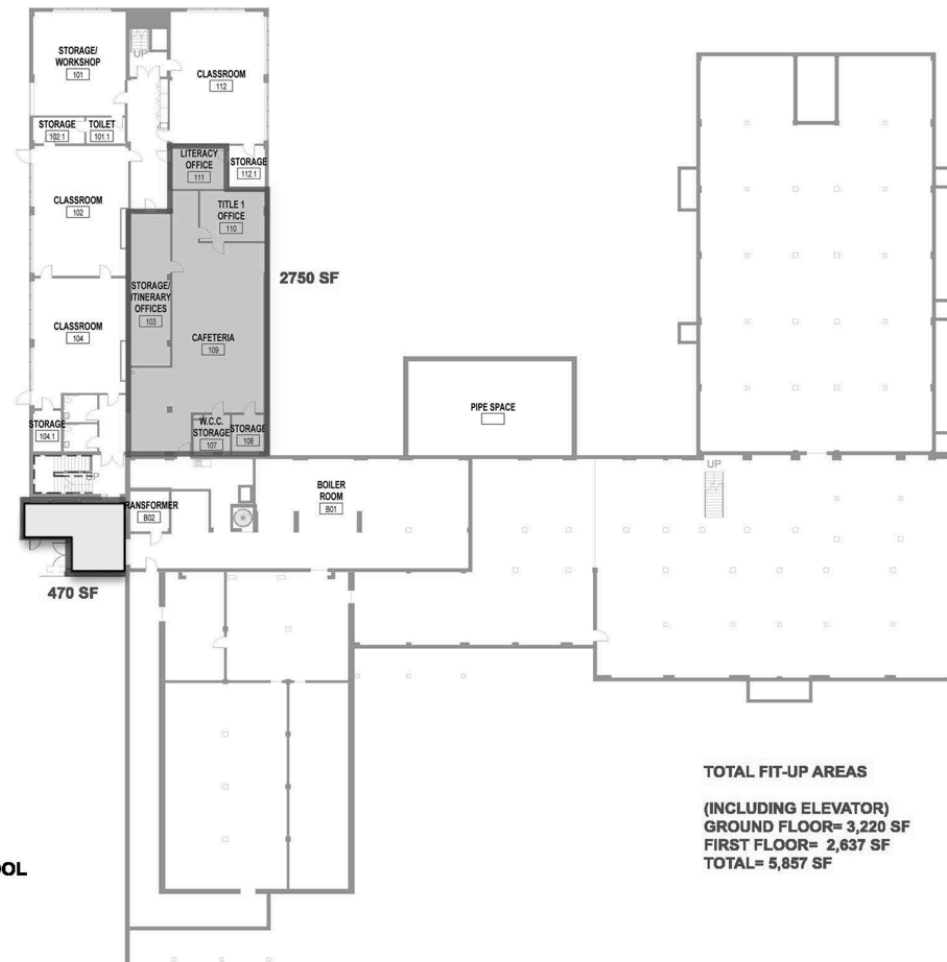 STORAGE/
WORKSHOP
101
UP
CLASSROOM
112
STORAGE
102.1
TOILET
101.1
LITERACY
OFFICE
111
STORAGE
112.1
CLASSROOM
102
TITLE 1
OFFICE
110
2750 SF
STORAGE/
ITINERARY
OFFICES
103
CLASSROOM
104
CAFETERIA
109
PIPE SPACE
STORAGE
104.1
W.C.C.
STORAGE
107
STORAGE
108
UP
UP
BOILER
ROOM
B01
RANSFORMER
B02
470 SF
TOTAL FIT-UP AREAS
(INCLUDING ELEVATOR)
GROUND FLOOR= 3,220 SF
FIRST FLOOR= 2,637 SF
TOTAL= 5,857 SF
OOL